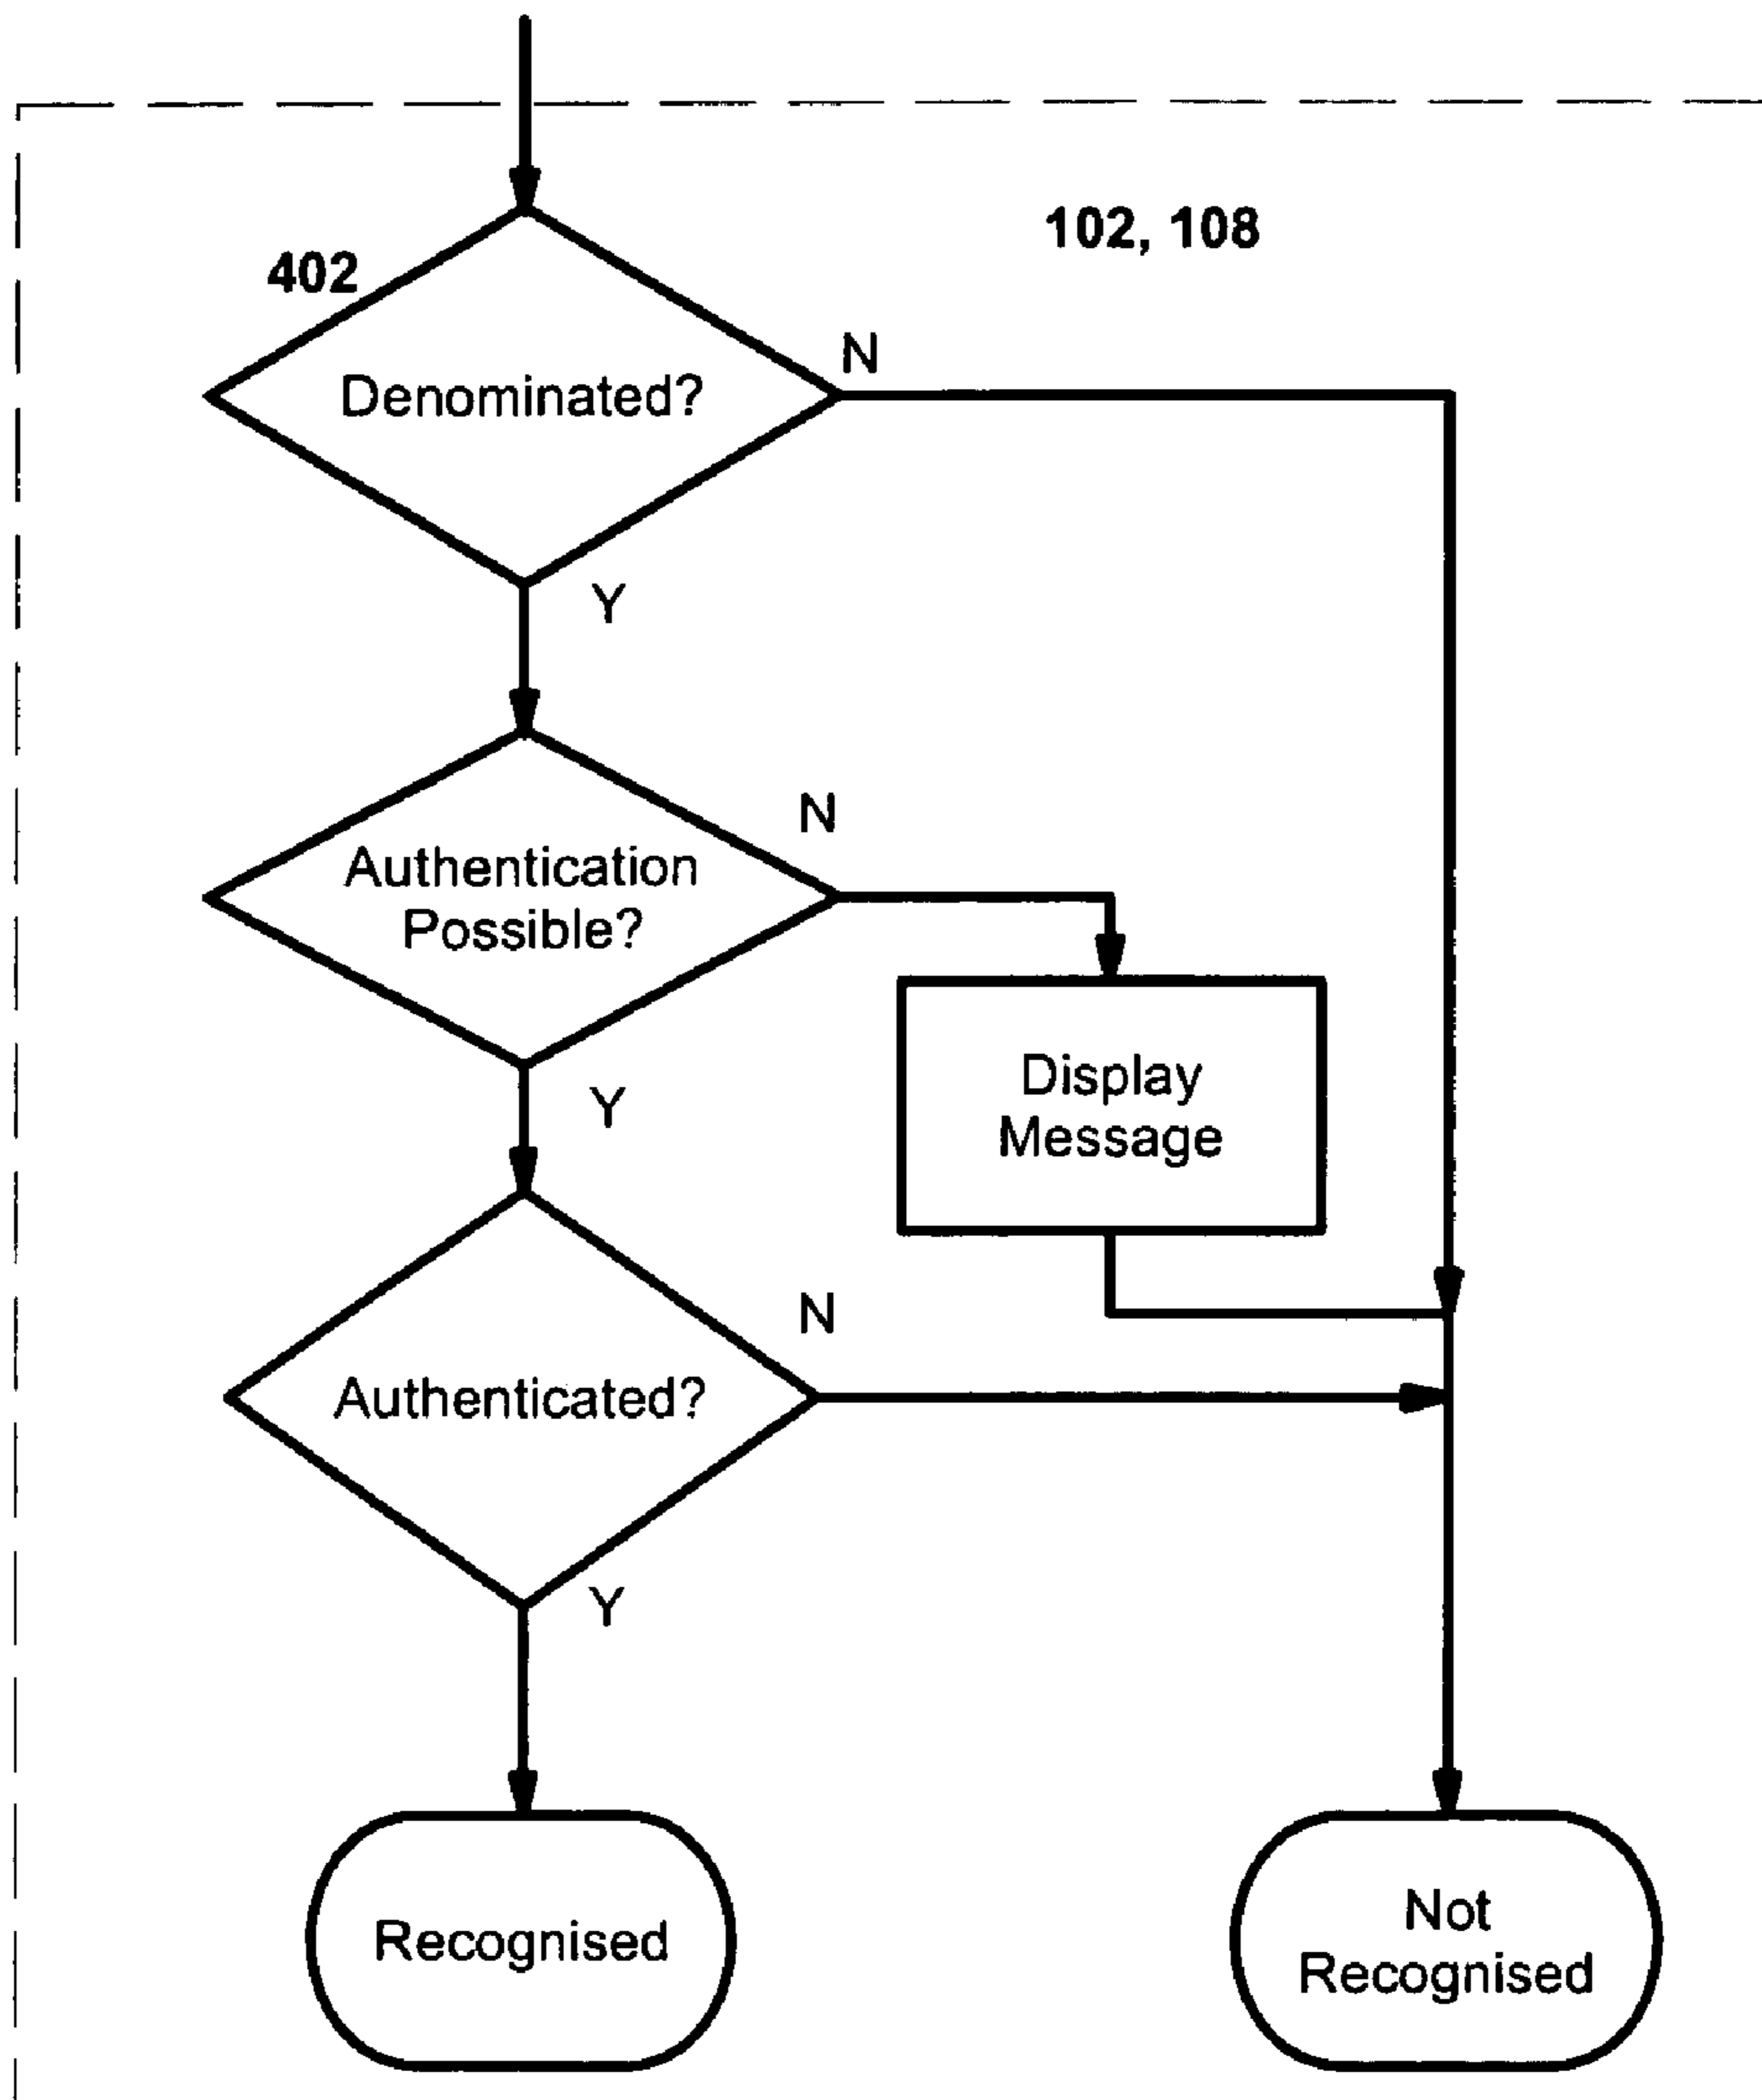 102, 108
402
N
Denominated?
Y
N
Authentication
Possible?
Display
Message
Y
N
Authenticated?
Y
Recognised
Not
Recognised